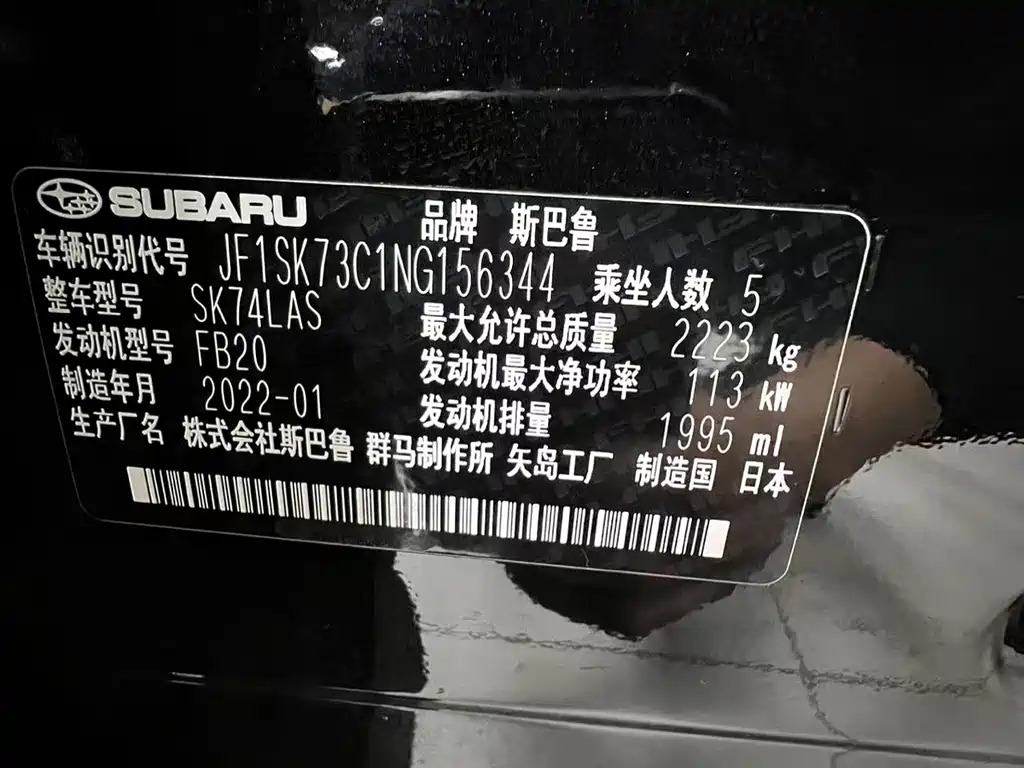 SUBARU 品牌 斯巴鲁
车辆识别代号 JF1SK73C1NG156344 乘坐人数 5
整车型号 SK74LAS 最大允许总质量 2223 kg
发动机型号 FB20 发动机最大净功率 113 kW
制造年月 2022-01 发动机排量 1995 ml
生产厂名 株式会社斯巴鲁 群马制作所 矢岛工厂 制造国 日本